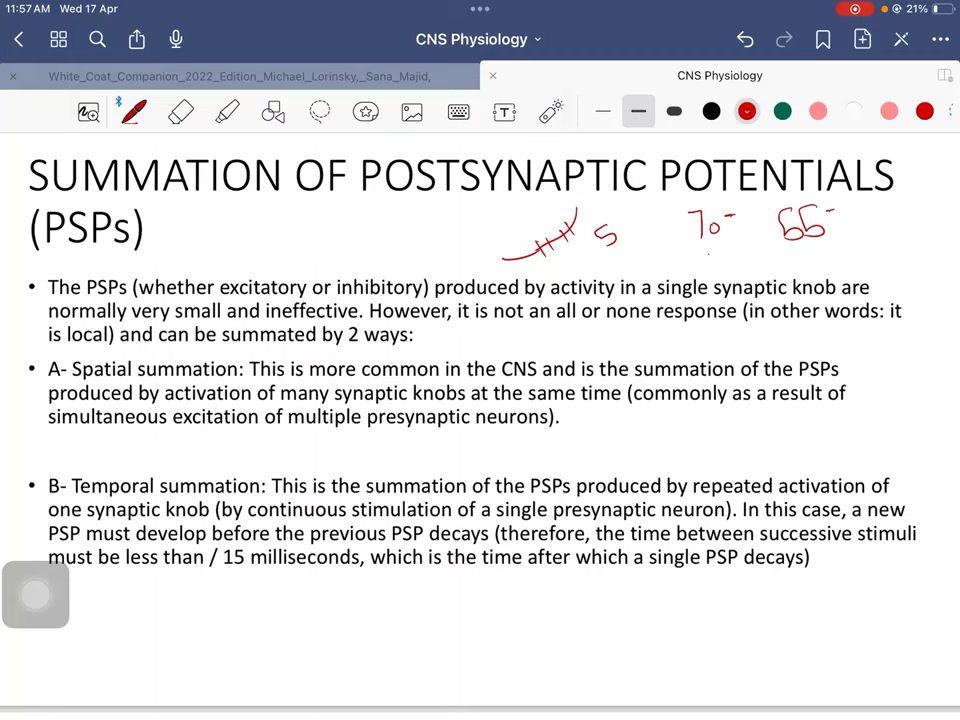 11:57 AM Wed 17 Apr
21%
CNS Physiology
White_Coat_Companion_2022_Edition_Michael_Lorinsky,_Sana_Majid,
CNS Physiology
SUMMATION OF POSTSYNAPTIC POTENTIALS
(PSPs)
5 70- 55-
• The PSPs (whether excitatory or inhibitory) produced by activity in a single synaptic knob are
normally very small and ineffective. However, it is not an all or none response (in other words: it
is local) and can be summated by 2 ways:
• A- Spatial summation: This is more common in the CNS and is the summation of the PSPs
produced by activation of many synaptic knobs at the same time (commonly as a result of
simultaneous excitation of multiple presynaptic neurons).
• B- Temporal summation: This is the summation of the PSPs produced by repeated activation of
one synaptic knob (by continuous stimulation of a single presynaptic neuron). In this case, a new
PSP must develop before the previous PSP decays (therefore, the time between successive stimuli
must be less than / 15 milliseconds, which is the time after which a single PSP decays)